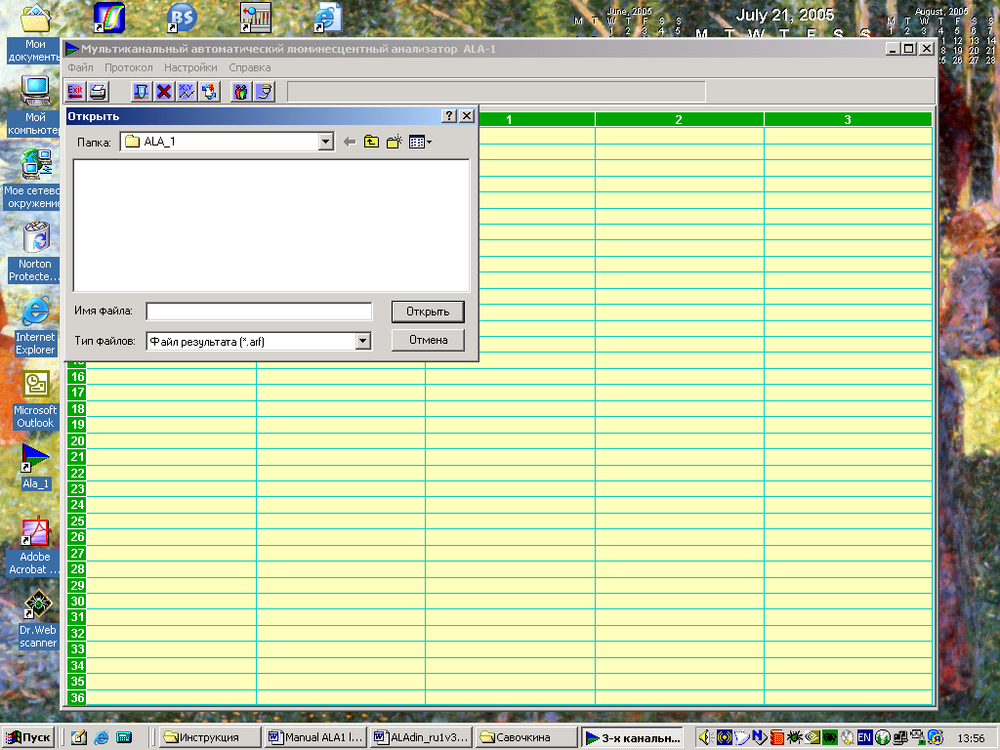 June, 2005
M T W T F S S
1 2 3 4 5
July 21, 2005
M T W T F S S
August, 2005
M T W T F S S
1 2 3 4 5 6 7
12 13 14
18 19 20 21
25 26 27 28
Мои документы
Мой компьютер
Мое сетево окружение
Norton Protecte...
Internet Explorer
Microsoft Outlook
Ala_1
Adobe Acrobat ...
Dr.Web scanner
BS
Мультиканальный автоматический люминесцентный анализатор ALA-1
Файл Протокол Настройки Справка
Exit
Открыть
Папка: ALA_1
Имя файла:
Открыть
Тип файлов: Файл результата (*.arf)
Отмена
1 2 3
15
16
17
18
19
20
21
22
23
24
25
26
27
28
29
30
31
32
33
34
35
36
Пуск
Инструкция
Manual ALA1 l...
ALAdin_ru1v3...
Савочкина
3-х канальн...
EN
13:56